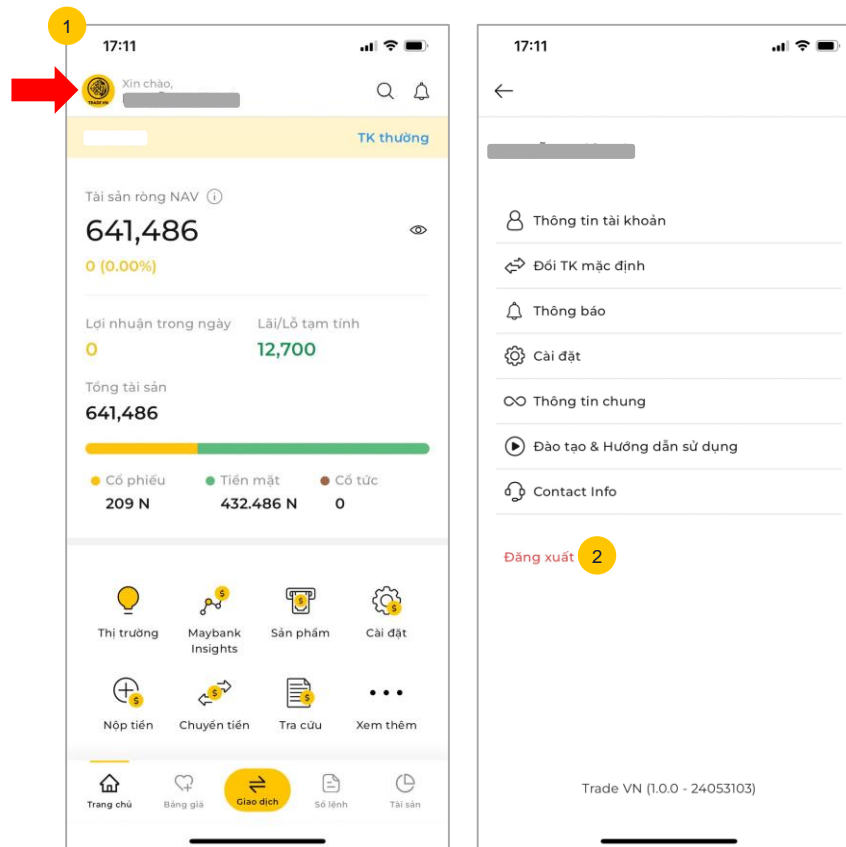 1
17:11
Xin chào,
TRADE VN
TK thường
Tài sản ròng NAV
641,486
0 (0.00%)
Lợi nhuận trong ngày Lãi/Lỗ tạm tính
0 12,700
Tổng tài sản
641,486
Cổ phiếu Tiền mặt Cổ tức
209 N 432.486 N 0
Thị trường Maybank Insights Sản phẩm Cài đặt
Nộp tiền Chuyển tiền Tra cứu Xem thêm
Trang chủ Bảng giá Giao dịch Sổ lệnh Tài sản
17:11
Thông tin tài khoản
Đổi TK mặc định
Thông báo
Cài đặt
Thông tin chung
Đào tạo & Hướng dẫn sử dụng
Contact Info
Đăng xuất 2
Trade VN (1.0.0 - 24053103)